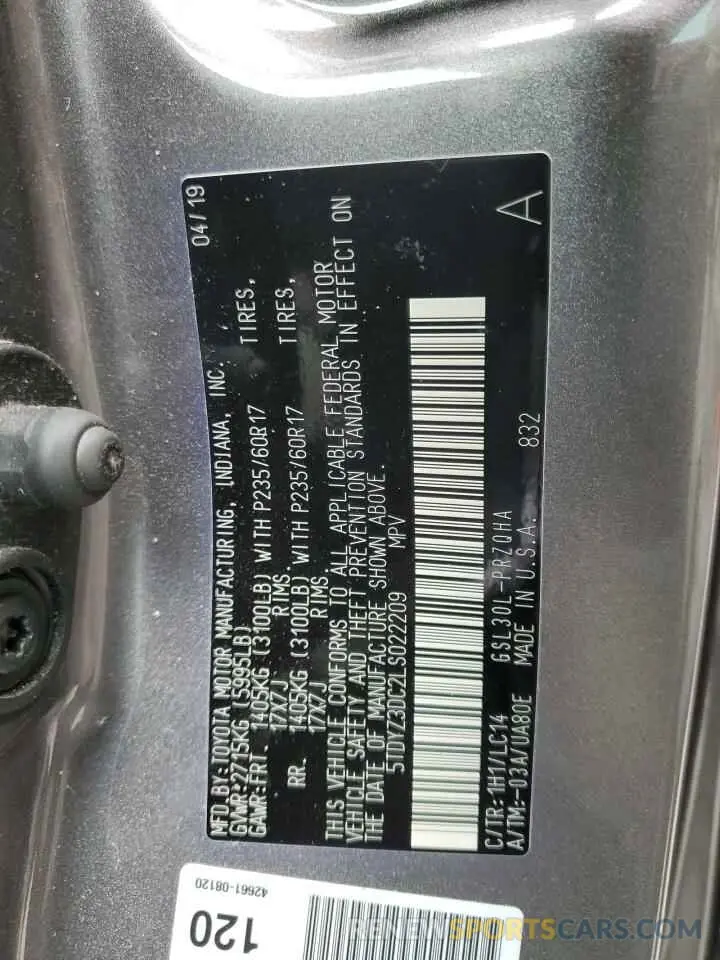 MFD.BY:TOYOTA MOTOR MANUFACTURING, INDIANA, INC. 04/19
GVWR:2715KG (5995LB)
GAWR:FRT. 1405KG (3100LB) WITH P235/60R17 TIRES,
17X7J RIMS
RR. 1405KG (3100LB) WITH P235/60R17 TIRES,
17X7J RIMS
THIS VEHICLE CONFORMS TO ALL APPLICABLE FEDERAL MOTOR
VEHICLE SAFETY AND THEFT PREVENTION STANDARDS IN EFFECT ON
THE DATE OF MANUFACTURE SHOWN ABOVE.
5TDYZ3DC2LS022209 MPV
C/TR:1H1/LC14 GSL30L-PRZQHA
A/TM:-03A/UA80E MADE IN U.S.A. 832 A
42661-08120
120
RENEWSPORTSCARS.COM